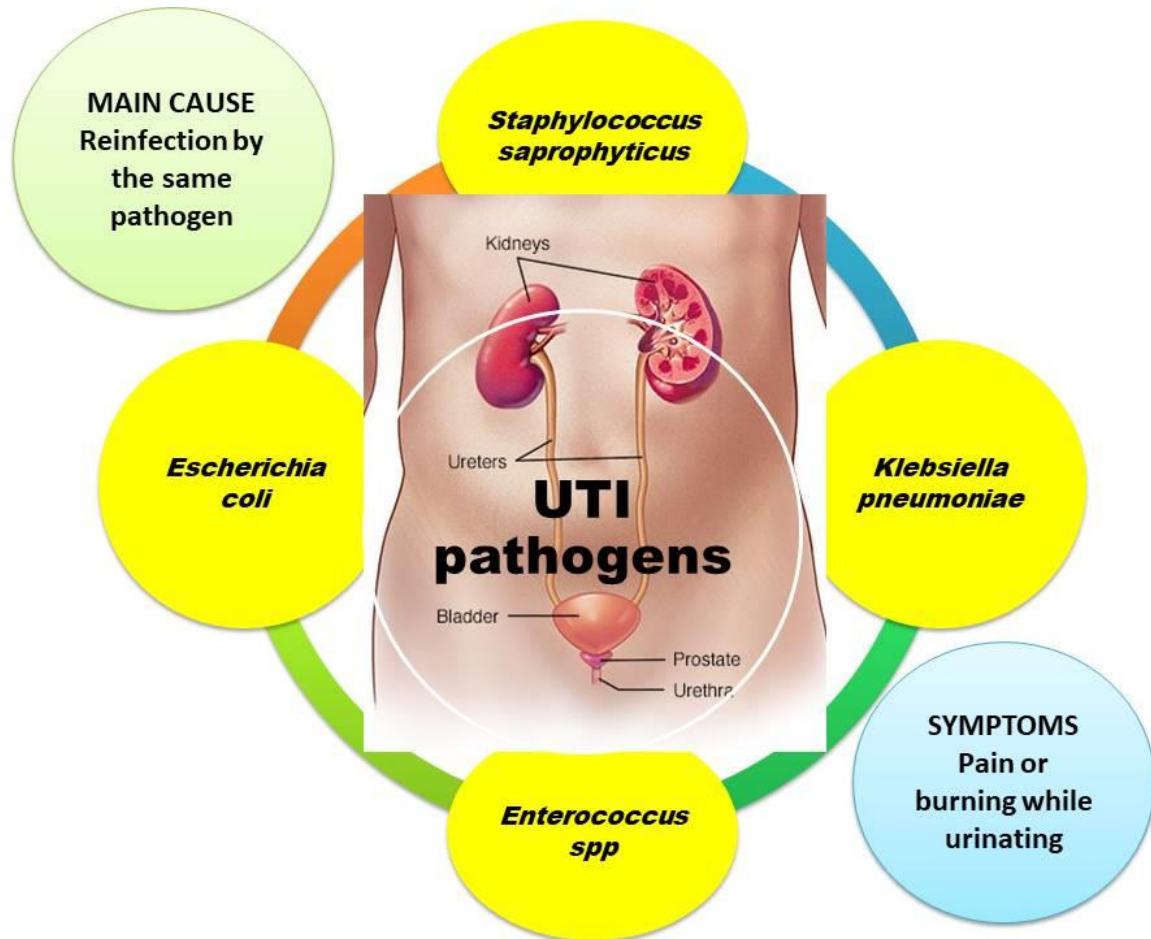 MAIN CAUSE
Reinfection by
the same
pathogen
Staphylococcus
saprophyticus
Kidneys
Escherichia
coli
Ureters
UTI
pathogens
Klebsiella
pneumoniae
Bladder
Prostate
Urethra
SYMPTOMS
Pain or
burning while
urinating
Enterococcus
spp